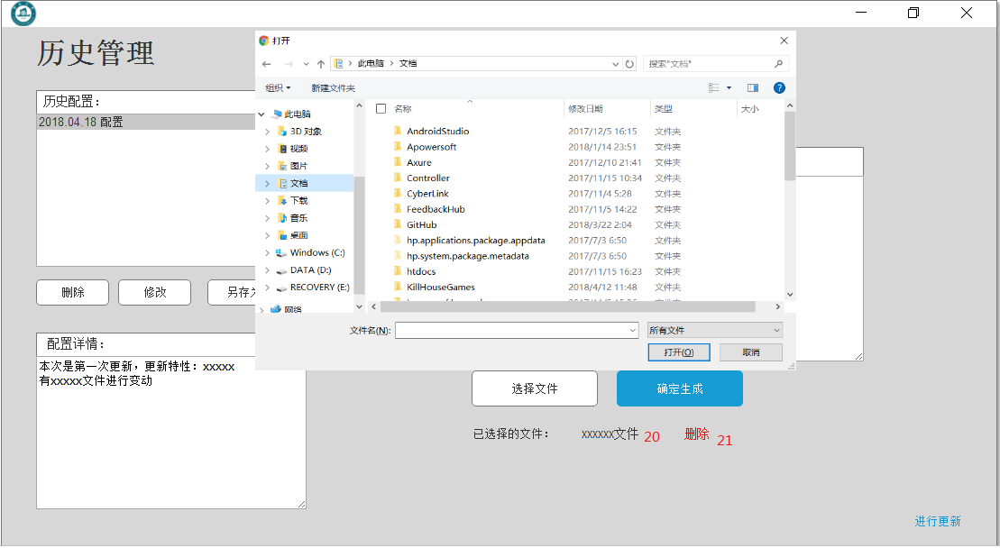 历史管理
历史配置：
2018.04.18 配置
删除
修改
另存
配置详情：
本次是第一次更新，更新特性：xxxxx
有xxxxx文件进行变动
打开
此电脑 > 文档
搜索"文档"
组织
新建文件夹
此电脑
3D 对象
视频
图片
文档
下载
音乐
桌面
Windows (C:)
DATA (D:)
RECOVERY (E:)
网络
名称 修改日期 类型 大小
AndroidStudio 2017/12/5 16:15 文件夹
Apowersoft 2018/1/14 23:51 文件夹
Axure 2017/12/10 21:41 文件夹
Controller 2017/11/15 10:34 文件夹
CyberLink 2017/11/4 5:28 文件夹
FeedbackHub 2017/11/5 14:22 文件夹
GitHub 2018/3/22 2:04 文件夹
hp.applications.package.appdata 2017/7/3 6:50 文件夹
hp.system.package.metadata 2017/7/3 6:50 文件夹
htdocs 2017/11/15 16:23 文件夹
KillHouseGames 2018/4/12 11:48 文件夹
文件名(N):
所有文件
打开(O)
取消
选择文件
确定生成
已选择的文件： xxxxxx文件 20 删除 21
进行更新